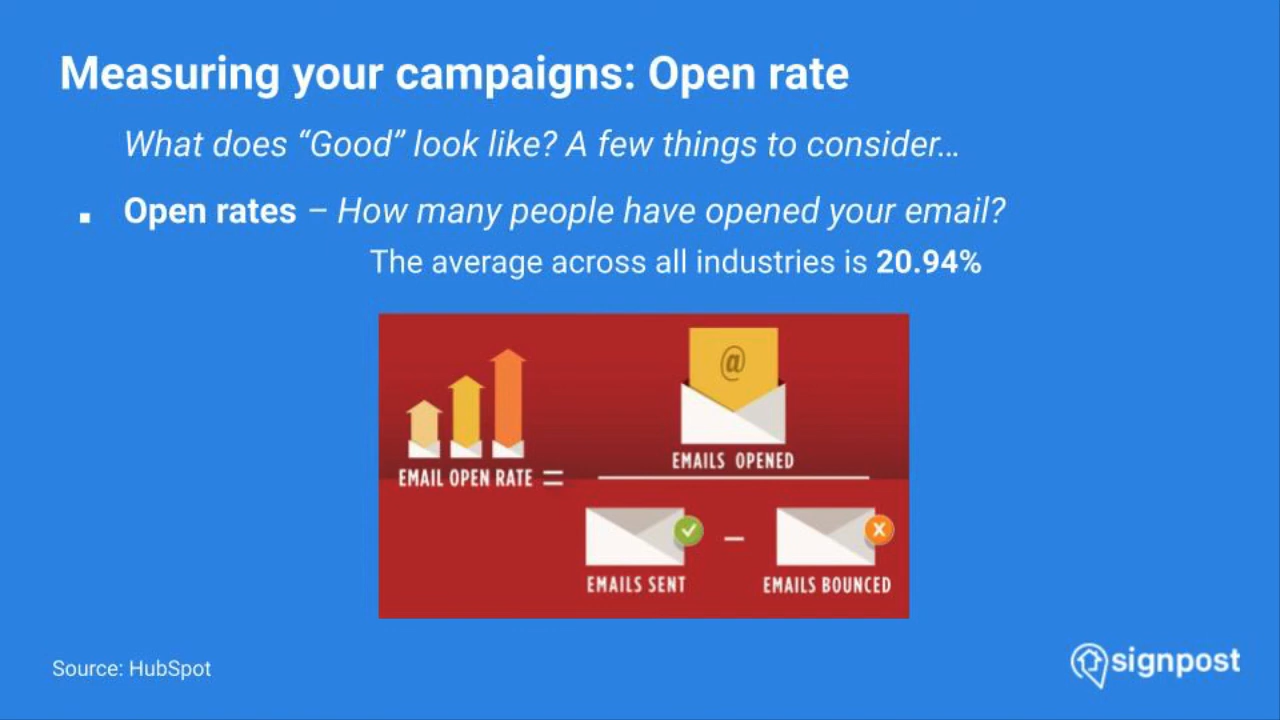 Measuring your campaigns: Open rate
What does “Good” look like? A few things to consider...
▪ Open rates – How many people have opened your email?
The average across all industries is 20.94%
@
EMAILS OPENED
EMAIL OPEN RATE =
–
EMAILS SENT
EMAILS BOUNCED
Source: HubSpot
signpost